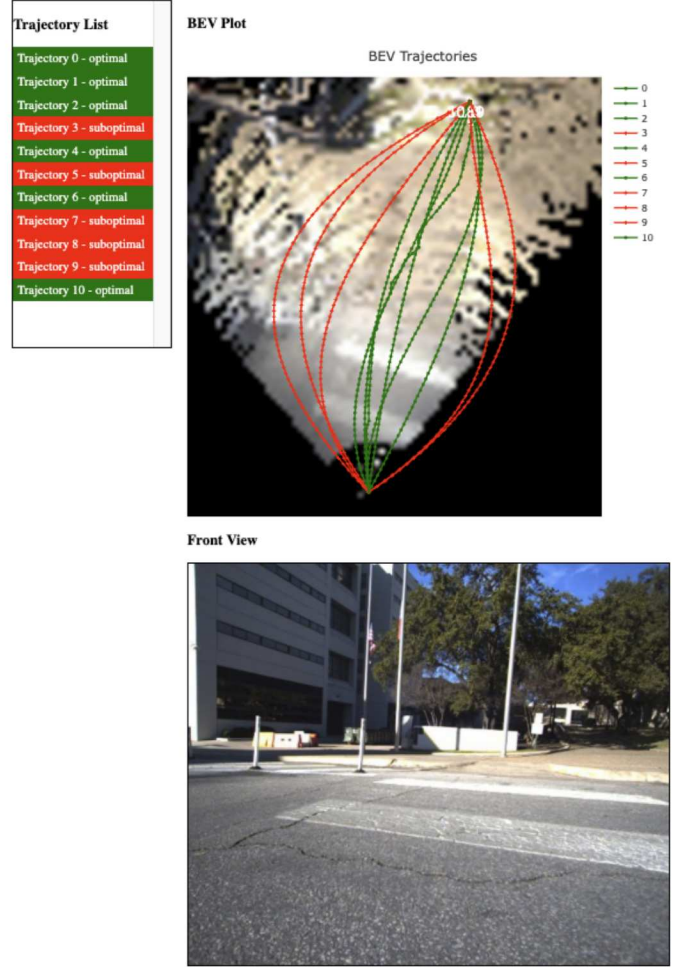 Trajectory List
Trajectory 0 - optimal
Trajectory 1 - optimal
Trajectory 2 - optimal
Trajectory 3 - suboptimal
Trajectory 4 - optimal
Trajectory 5 - suboptimal
Trajectory 6 - optimal
Trajectory 7 - suboptimal
Trajectory 8 - suboptimal
Trajectory 9 - suboptimal
Trajectory 10 - optimal
BEV Plot
BEV Trajectories
0
1
2
3
4
5
6
7
8
9
10
Front View